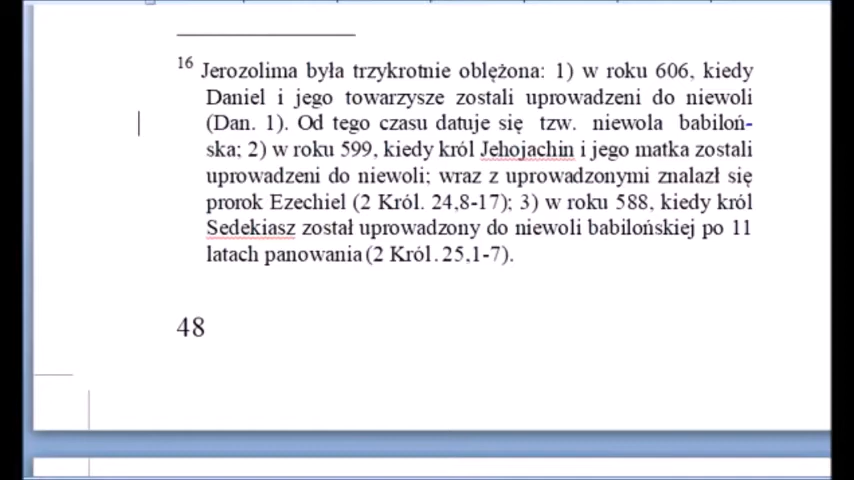 16 Jerozolima była trzykrotnie oblężona: 1) w roku 606, kiedy
Daniel i jego towarzysze zostali uprowadzeni do niewoli
(Dan. 1). Od tego czasu datuje się tzw. niewola babiloń-
ska; 2) w roku 599, kiedy król Jehojachin i jego matka zostali
uprowadzeni do niewoli; wraz z uprowadzonymi znalazł się
prorok Ezechiel (2 Król. 24,8-17); 3) w roku 588, kiedy król
Sedekiasz został uprowadzony do niewoli babilońskiej po 11
latach panowania (2 Król. 25,1-7).
48